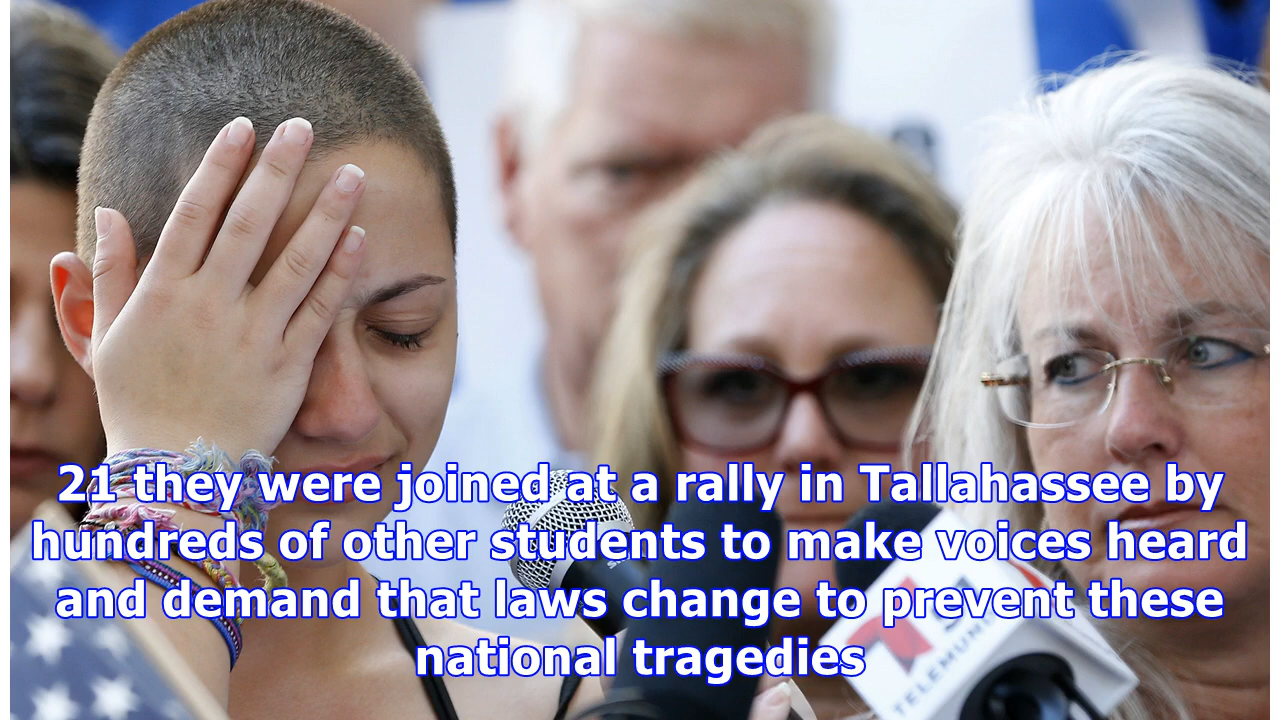 21 they were joined at a rally in Tallahassee by
hundreds of other students to make voices heard
and demand that laws change to prevent these
national tragedies